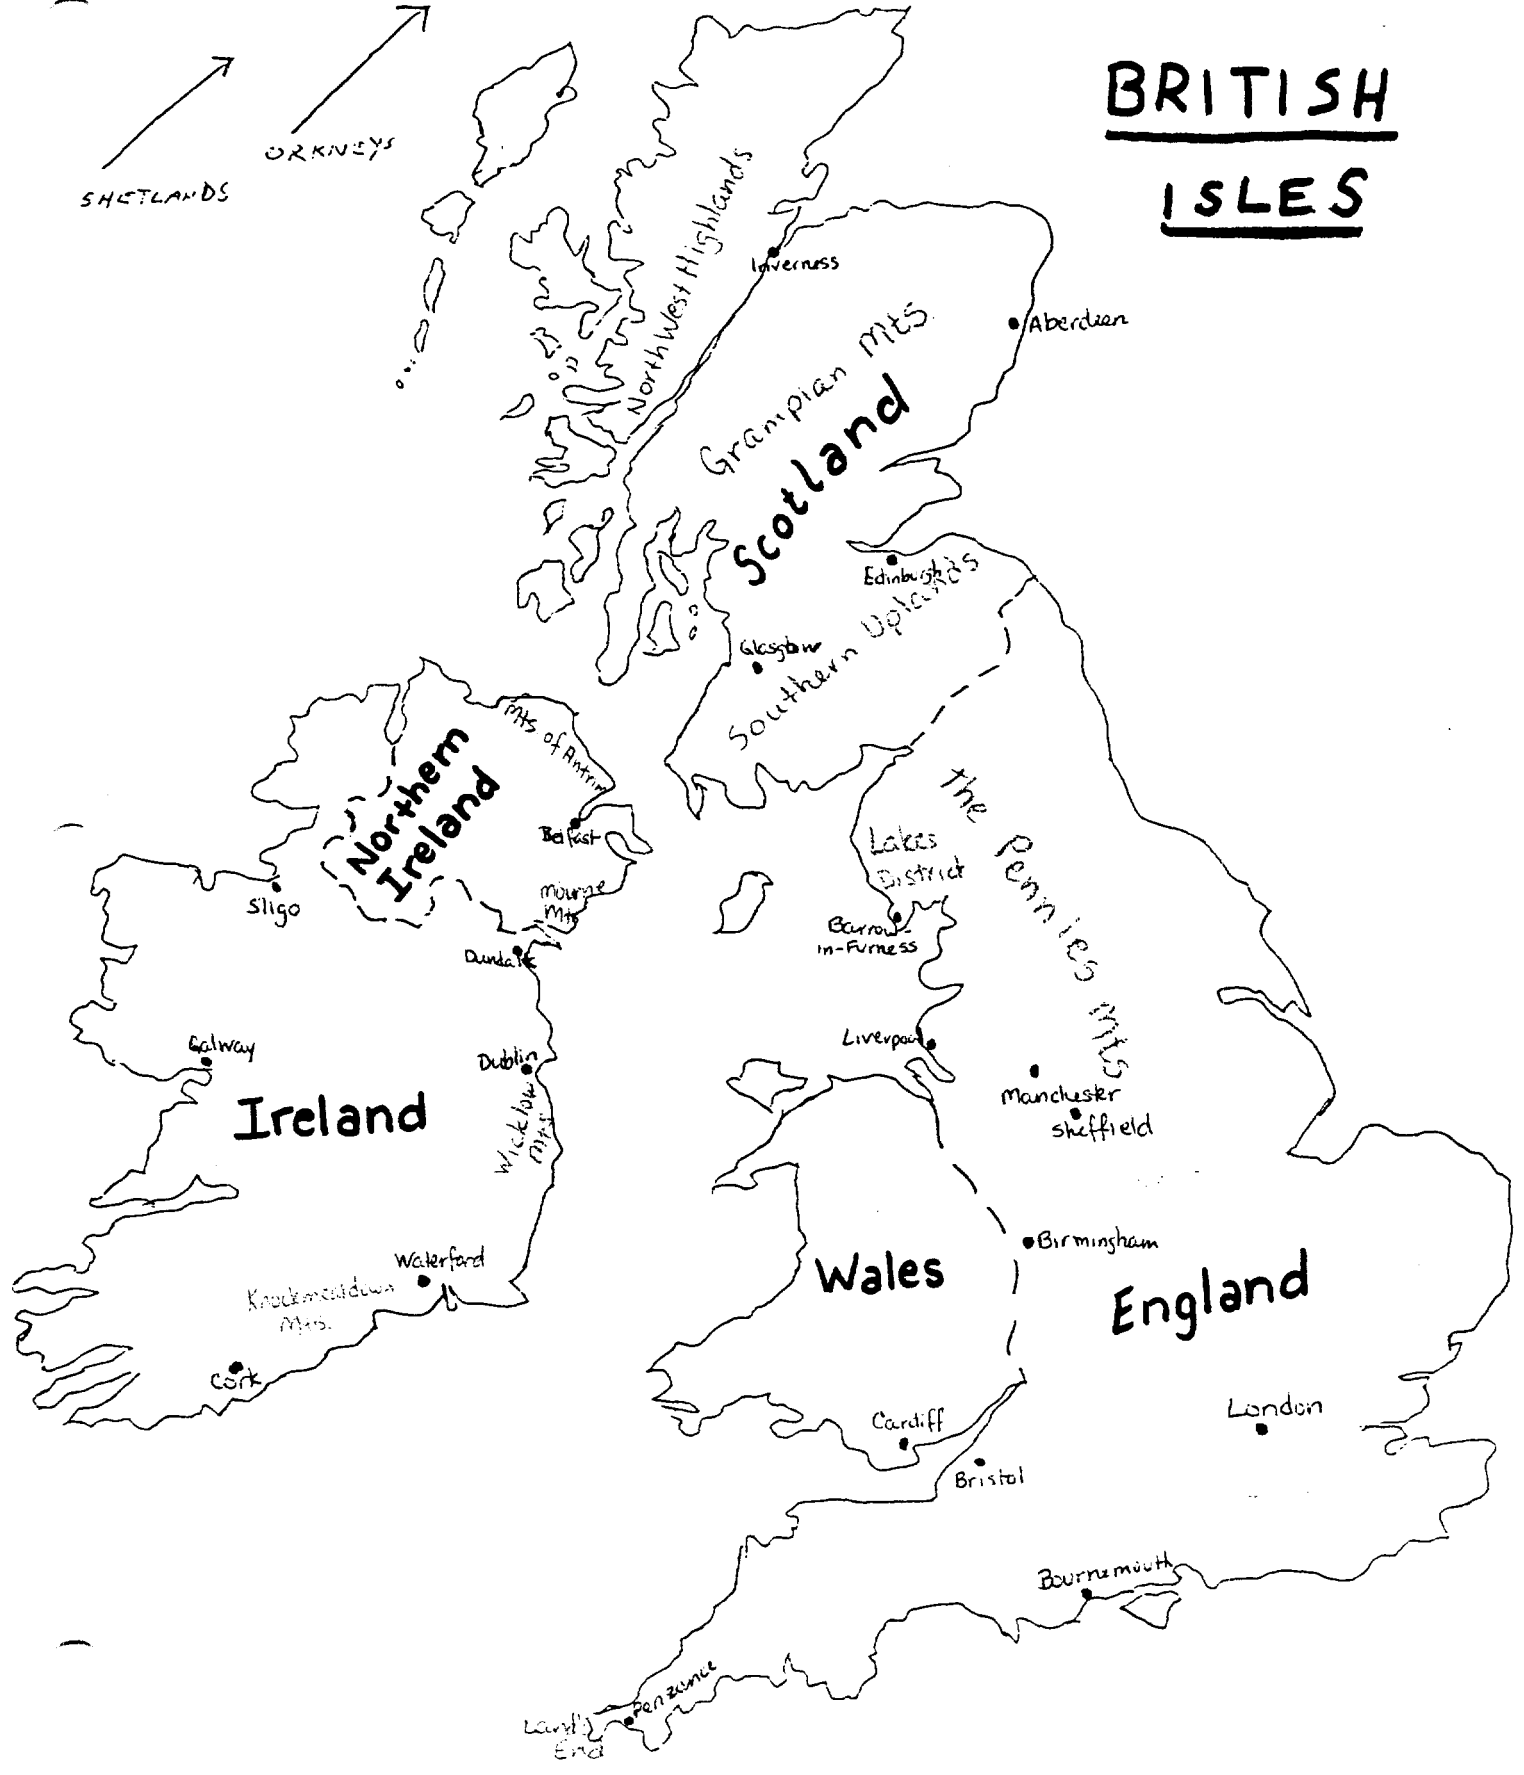 BRITISH
ISLES
ORKNEYS
SHETLANDS
North West Highlands
Inverness
Aberdeen
Grampian Mts.
Scotland
Edinburgh
Southern Uplands
Glasgow
Mts of Antrim
Northern
Ireland
Belfast
Mourne
Mts
Sligo
Dundalk
Galway
Dublin
Wicklow
Mts.
Ireland
Waterford
Knockmealdown
Mts.
Cork
the Pennies Mts
Lakes
District
Barrow-
in-Furness
Liverpool
Manchester
Sheffield
Birmingham
Wales
England
Cardiff
Bristol
London
Bournemouth
Penzance
Land's
End